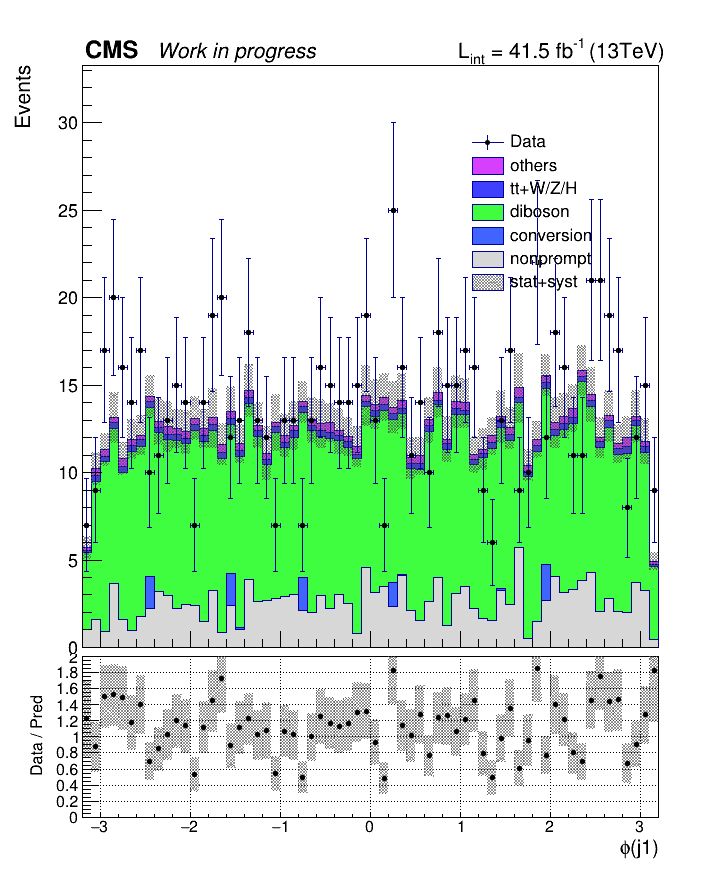 CMS Work in progress L_int = 41.5 fb^-1 (13TeV)
Events
30
25
20
15
10
5
0
Data
others
tt+W/Z/H
diboson
conversion
nonprompt
stat+syst
Data / Pred
2
1.8
1.6
1.4
1.2
1
0.8
0.6
0.4
0.2
0
−3 −2 −1 0 1 2 3
ϕ(j1)